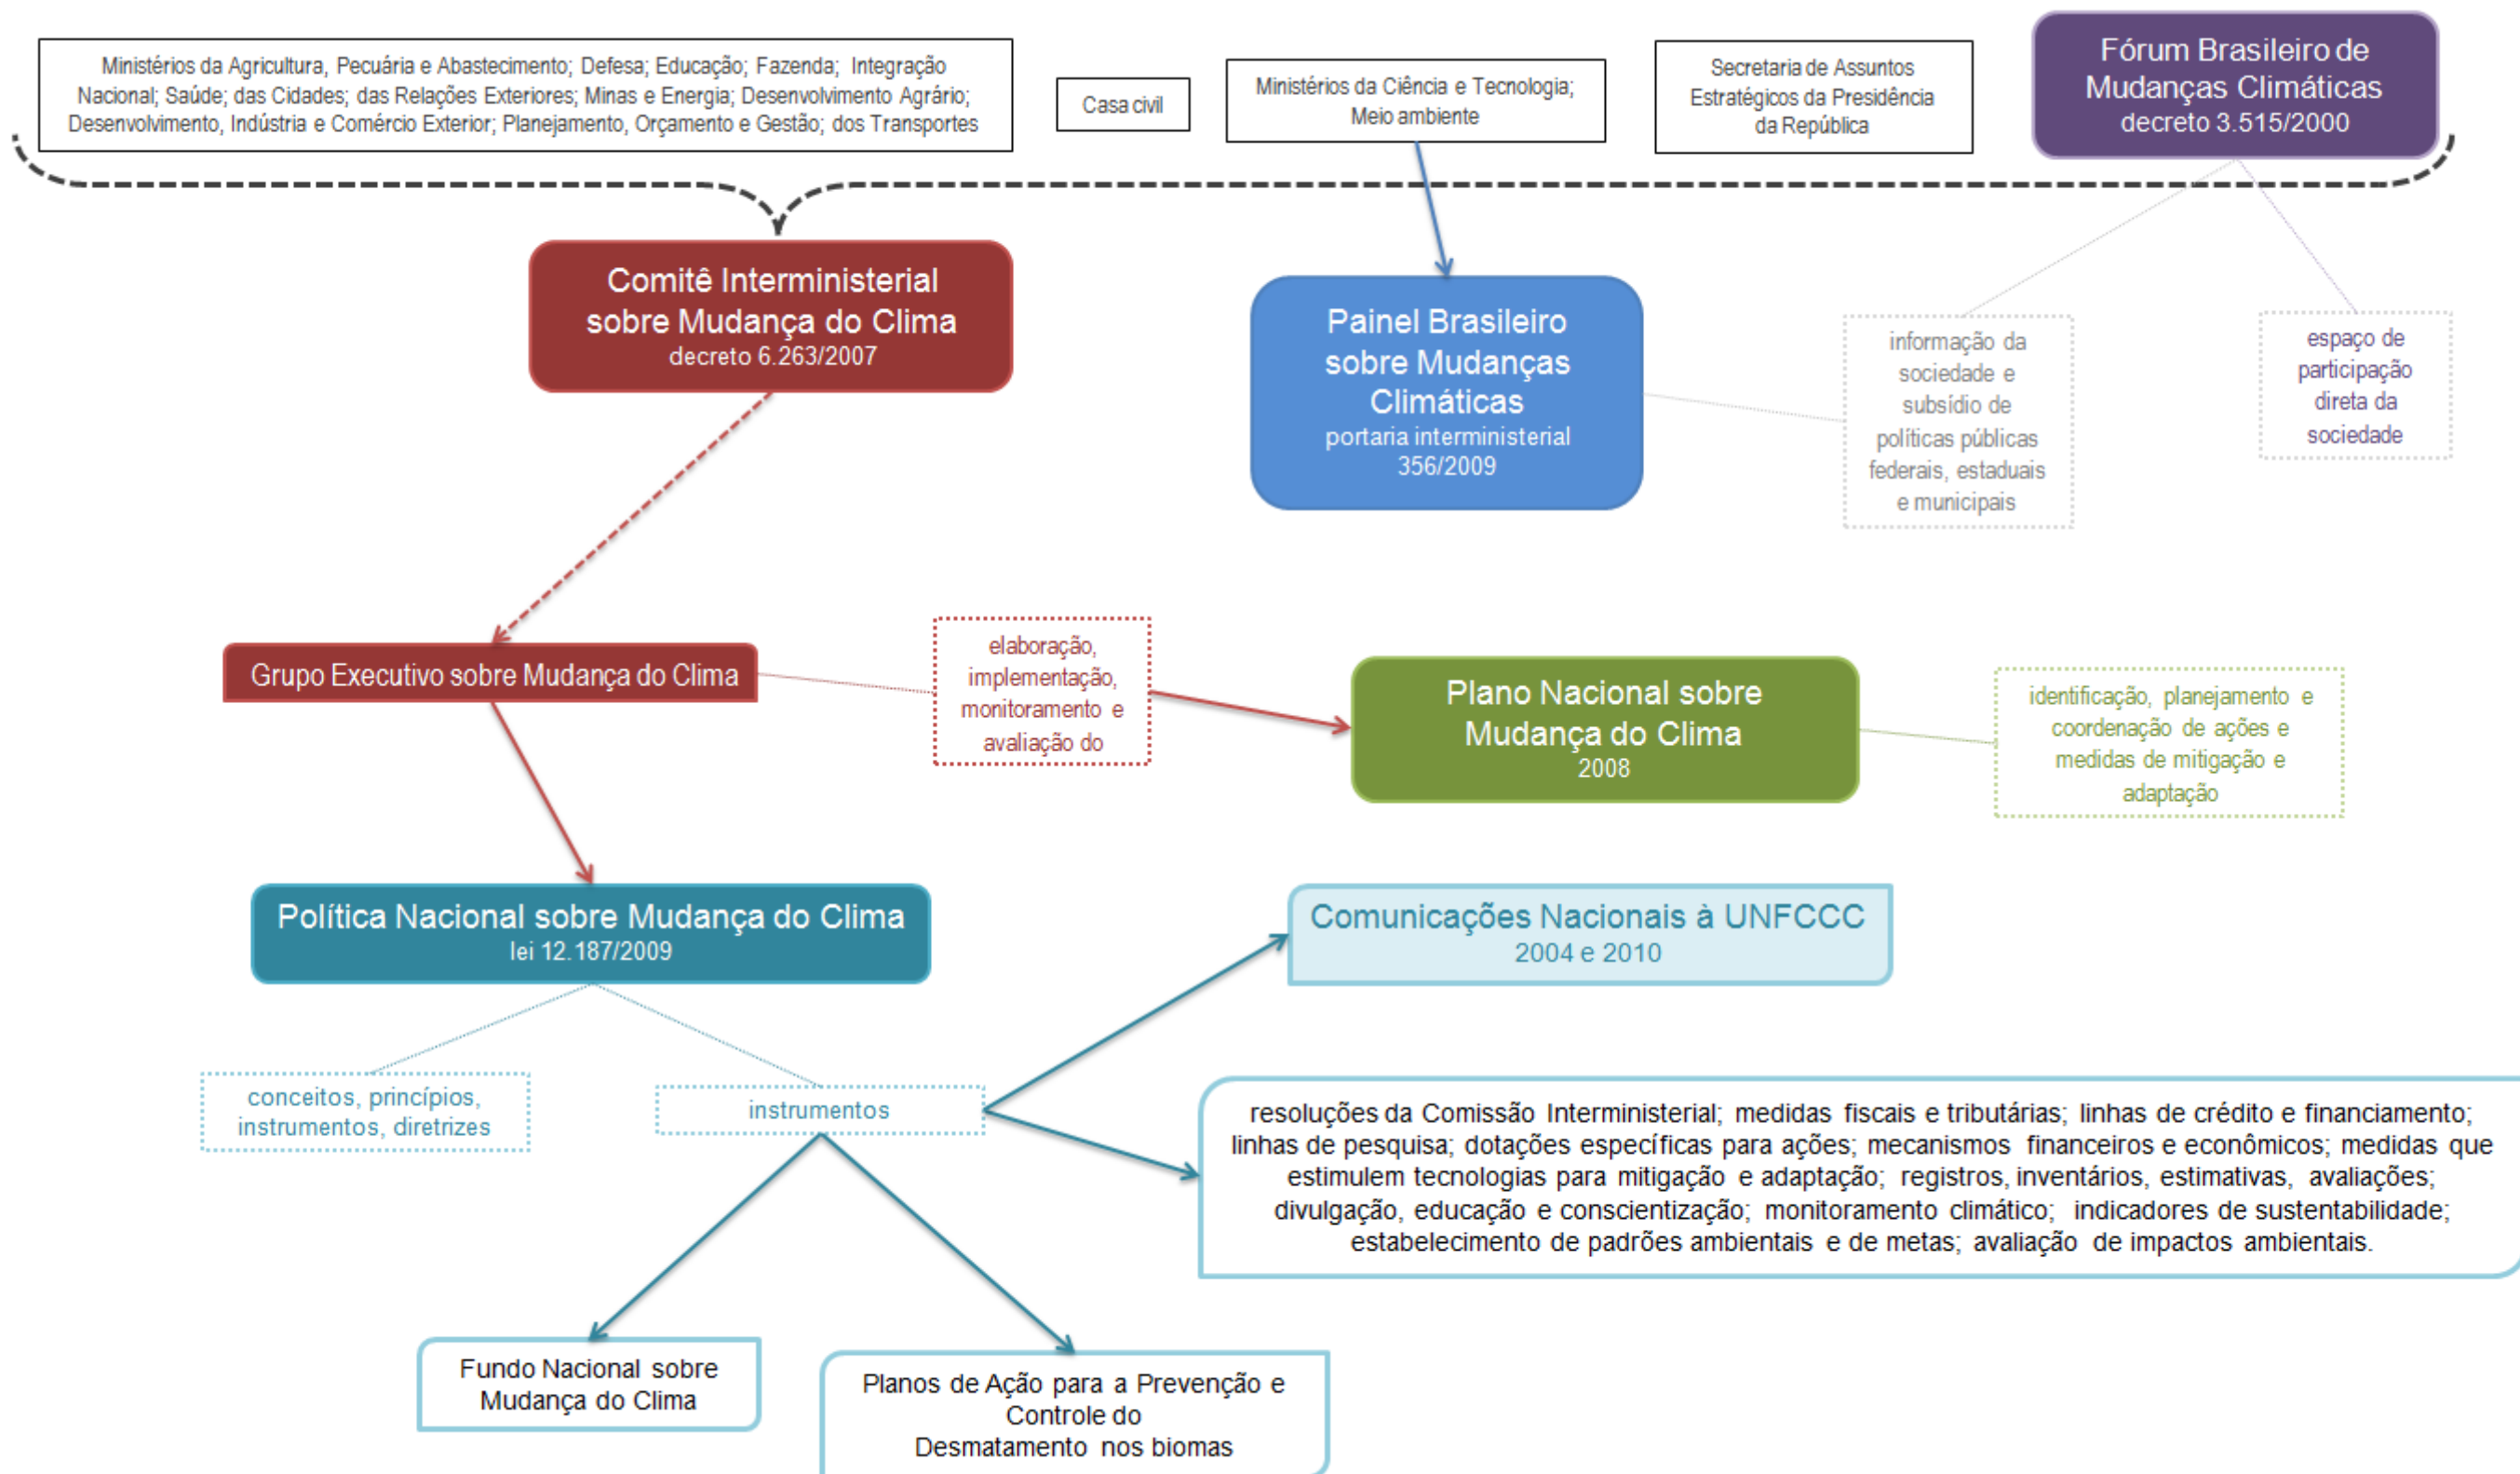 Ministérios da Agricultura, Pecuária e Abastecimento; Defesa; Educação; Fazenda; Integração
Nacional; Saúde; das Cidades; das Relações Exteriores; Minas e Energia; Desenvolvimento Agrário;
Desenvolvimento, Indústria e Comércio Exterior; Planejamento, Orçamento e Gestão; dos Transportes
Casa civil
Ministérios da Ciência e Tecnologia;
Meio ambiente
Secretaria de Assuntos
Estratégicos da Presidência
da República
Fórum Brasileiro de
Mudanças Climáticas
decreto 3.515/2000
Comitê Interministerial
sobre Mudança do Clima
decreto 6.263/2007
Painel Brasileiro
sobre Mudanças
Climáticas
portaria interministerial
356/2009
informação da
sociedade e
subsídio de
políticas públicas
federais, estaduais
e municipais
espaço de
participação
direta da
sociedade
Grupo Executivo sobre Mudança do Clima
elaboração,
implementação,
monitoramento e
avaliação do
Plano Nacional sobre
Mudança do Clima
2008
identificação, planejamento e
coordenação de ações e
medidas de mitigação e
adaptação
Política Nacional sobre Mudança do Clima
lei 12.187/2009
Comunicações Nacionais à UNFCCC
2004 e 2010
conceitos, princípios,
instrumentos, diretrizes
instrumentos
resoluções da Comissão Interministerial; medidas fiscais e tributárias; linhas de crédito e financiamento;
linhas de pesquisa; dotações específicas para ações; mecanismos financeiros e econômicos; medidas que
estimulem tecnologias para mitigação e adaptação; registros, inventários, estimativas, avaliações;
divulgação, educação e conscientização; monitoramento climático; indicadores de sustentabilidade;
estabelecimento de padrões ambientais e de metas; avaliação de impactos ambientais.
Fundo Nacional sobre
Mudança do Clima
Planos de Ação para a Prevenção e
Controle do
Desmatamento nos biomas